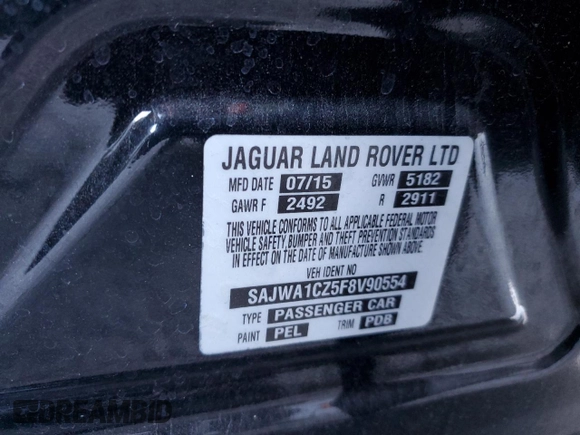 JAGUAR LAND ROVER LTD
MFD DATE 07/15 GVWR 5182
GAWR F 2492 R 2911
THIS VEHICLE CONFORMS TO ALL APPLICABLE FEDERAL MOTOR
VEHICLE SAFETY,BUMPER AND THEFT PREVENTION STANDARDS
IN EFFECT ON THE DATE OF MANUFACTURE SHOWN ABOVE
VEH IDENT NO
SAJWA1CZ5F8V90554
TYPE PASSENGER CAR
PAINT PEL TRIM PDB
DREAMBID